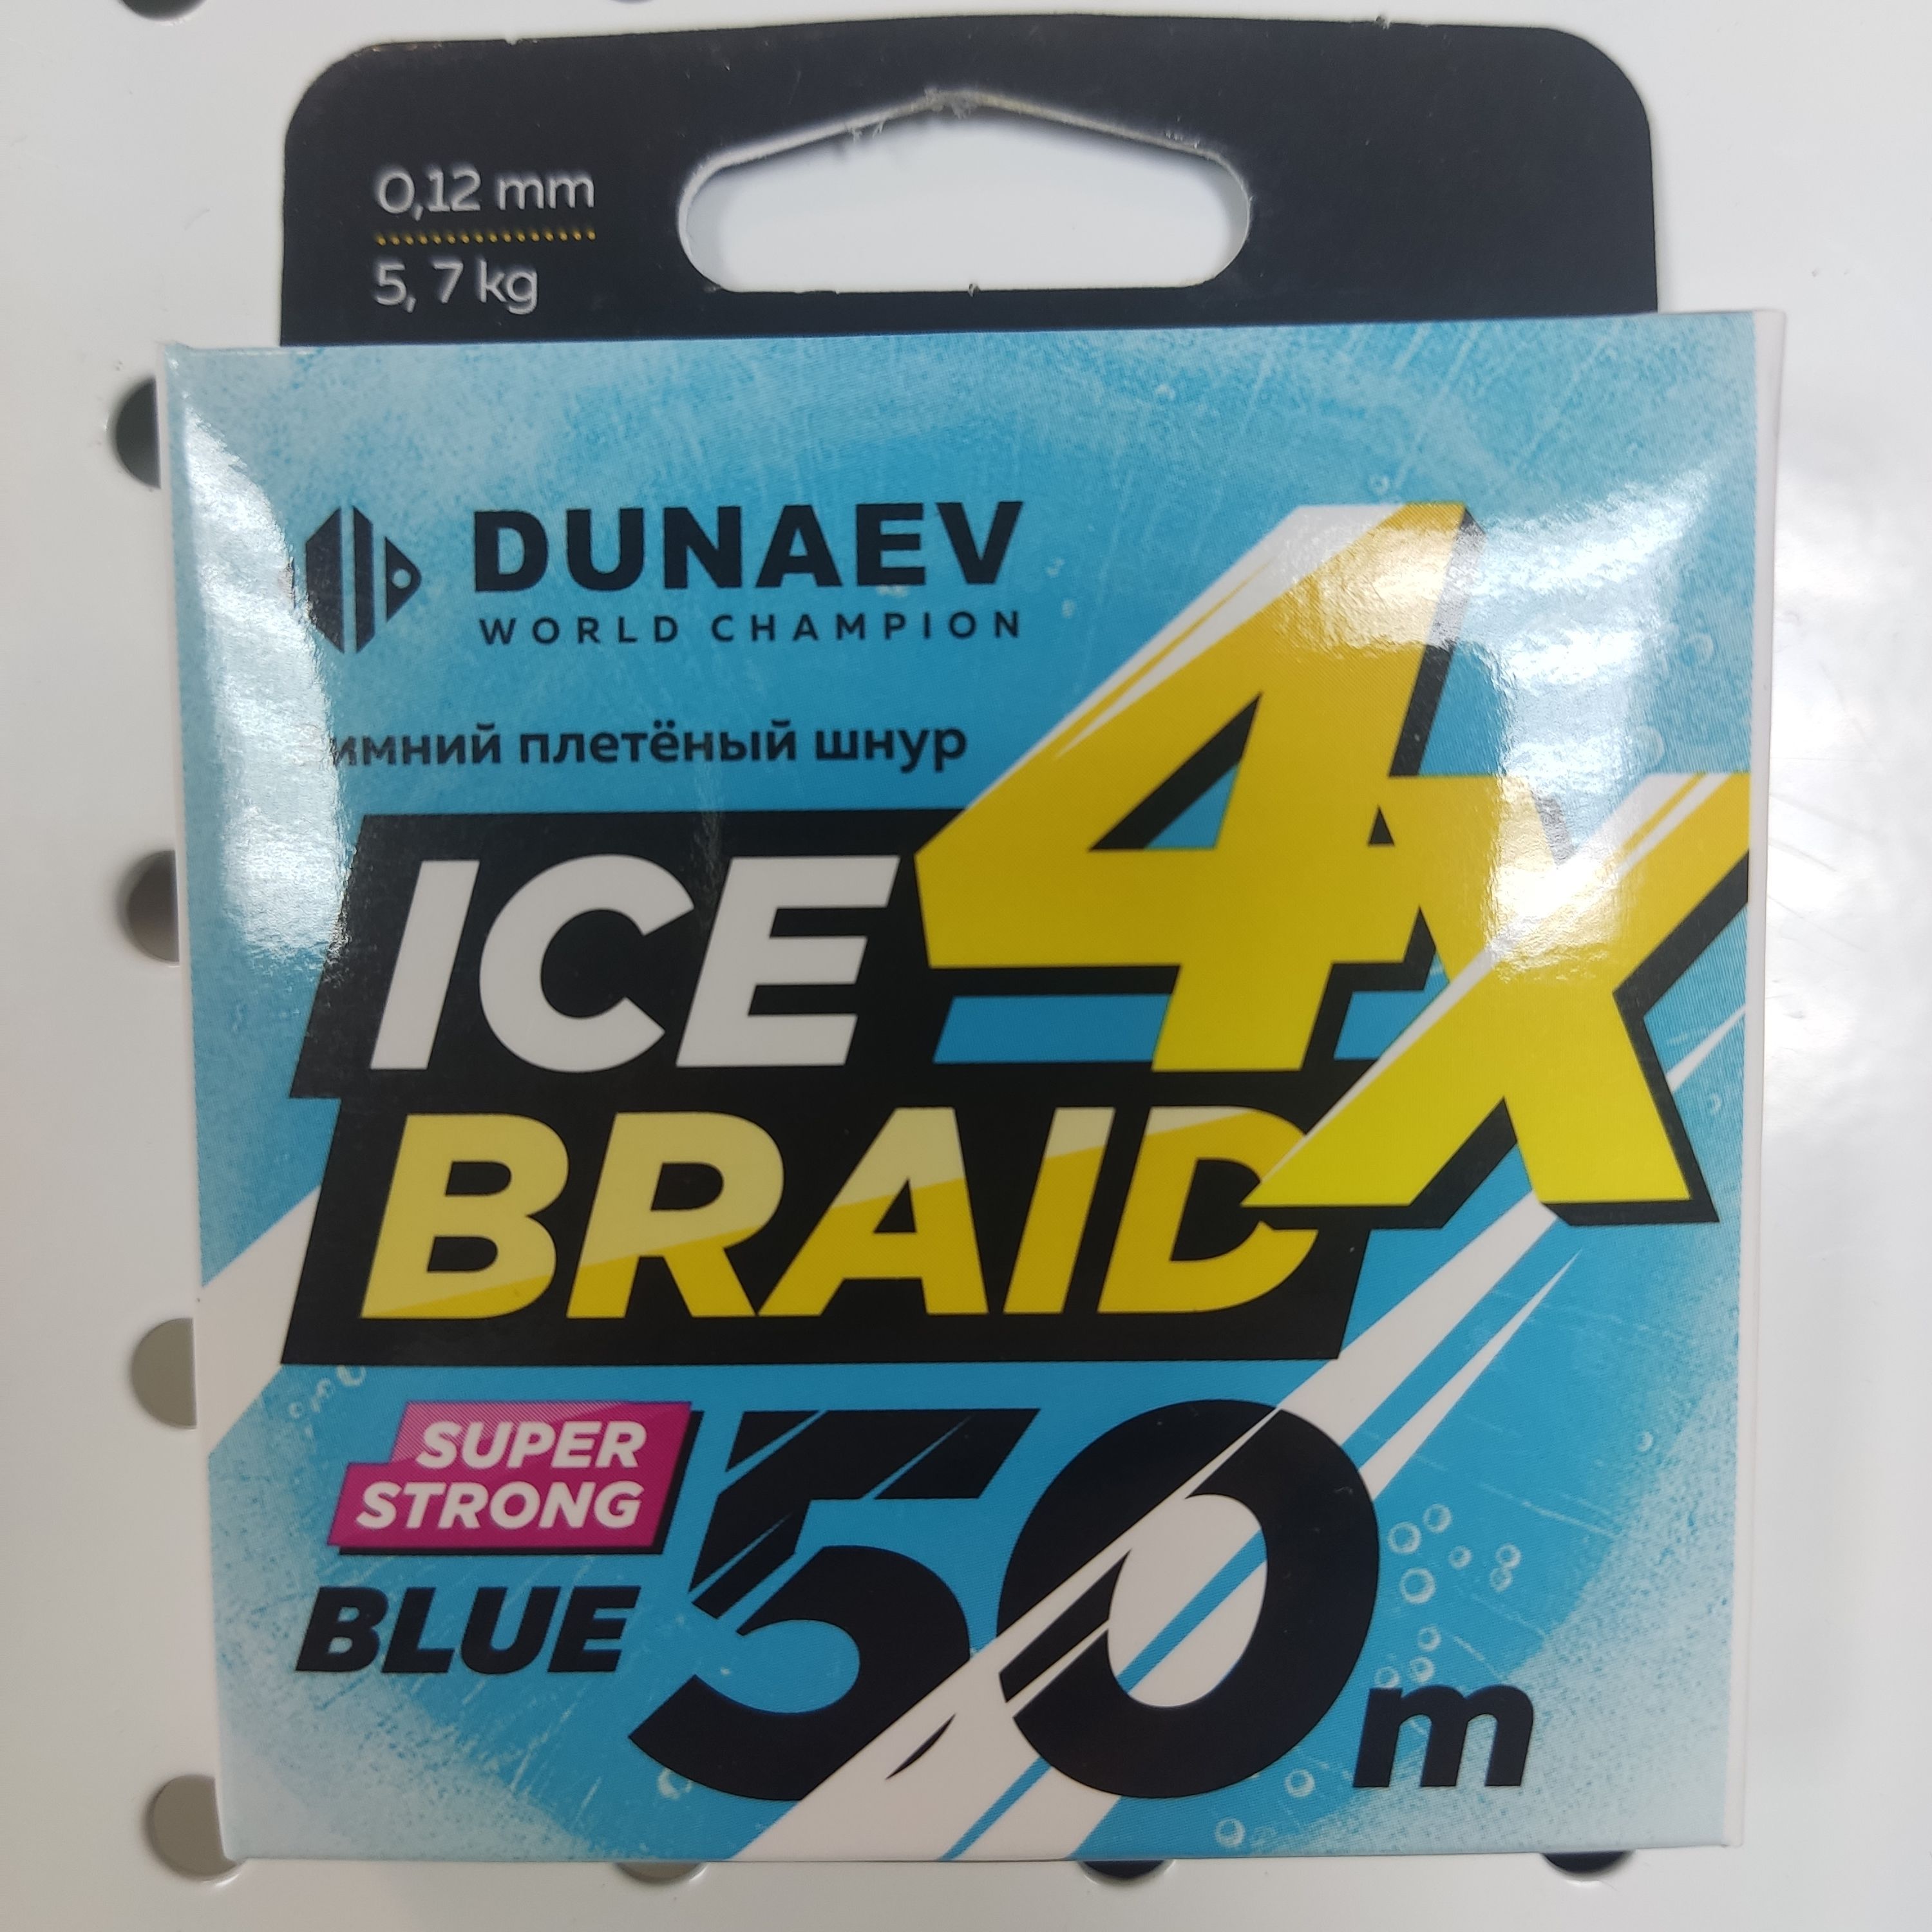 0,12 mm
5, 7 kg
DUNAEV
WORLD CHAMPION
имний плетёный шнур
4X
ICE
BRAID
SUPER
STRONG
BLUE
50 m